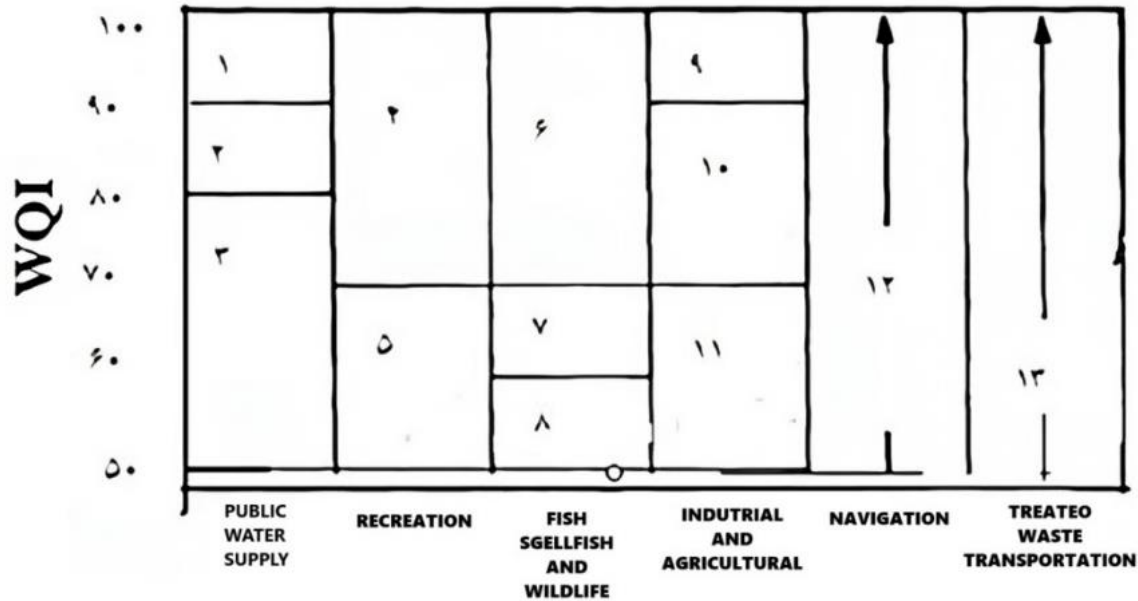 ۱۰۰
۹۰
۸۰
۷۰
۶۰
۵۰
WQI
۱
۲
۳
۴
۵
۶
۷
۸
۹
۱۰
۱۱
۱۲
۱۳
PUBLIC
WATER
SUPPLY
RECREATION
FISH
SGELLFISH
AND
WILDLIFE
INDUTRIAL
AND
AGRICULTURAL
NAVIGATION
TREATEO
WASTE
TRANSPORTATION